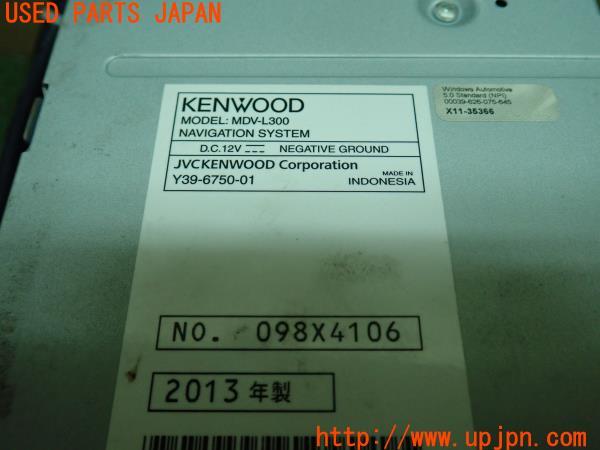 USED PARTS JAPAN
KENWOOD
MODEL: MDV-L300
NAVIGATION SYSTEM
D.C.12V NEGATIVE GROUND
JVCKENWOOD Corporation
Y39-6750-01
MADE IN
INDONESIA
Windows Automotive
5.0 Standard (NPI)
00039-626-075-645
X11-35366
NO. 098X4106
2013年製
http://www.upjpn.com/